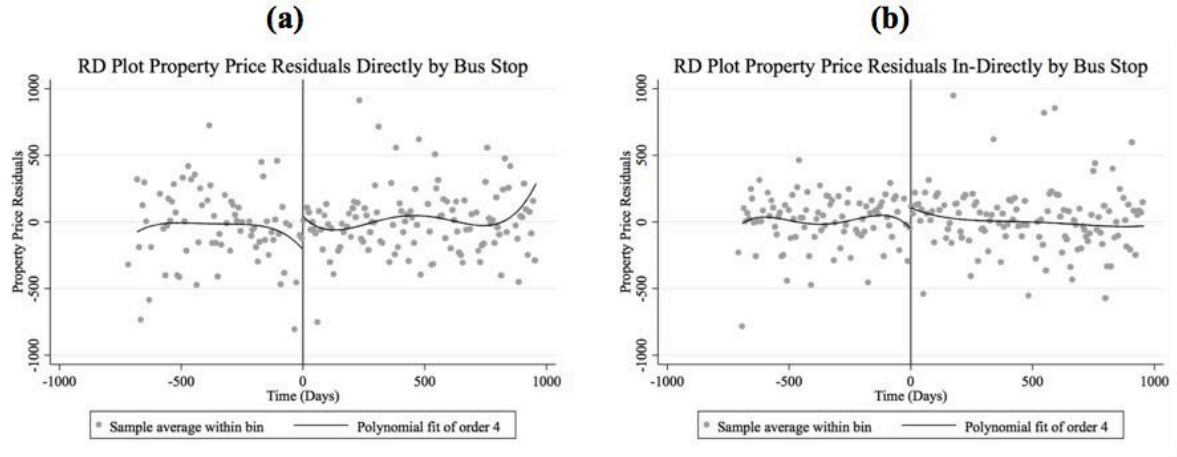 (a)
RD Plot Property Price Residuals Directly by Bus Stop
Property Price Residuals
1000
500
0
-500
-1000
-1000 -500 0 500 1000
Time (Days)
Sample average within bin Polynomial fit of order 4
(b)
RD Plot Property Price Residuals In-Directly by Bus Stop
Property Price Residuals
1000
500
0
-500
-1000
-1000 -500 0 500 1000
Time (Days)
Sample average within bin Polynomial fit of order 4